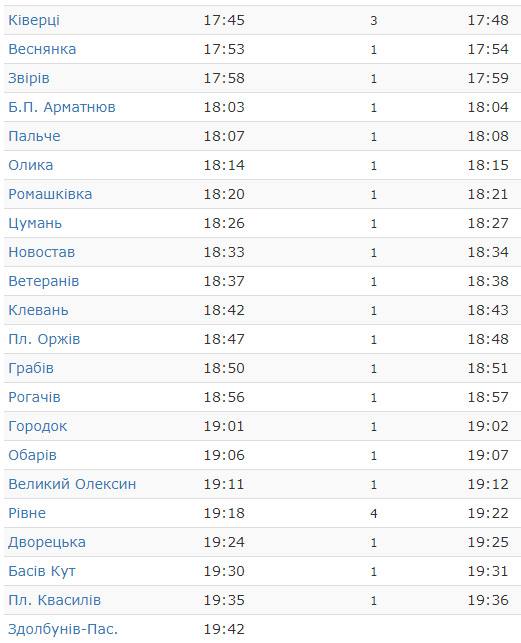 Ківерці 17:45 3 17:48
Веснянка 17:53 1 17:54
Звірів 17:58 1 17:59
Б.П. Арматнюв 18:03 1 18:04
Пальче 18:07 1 18:08
Олика 18:14 1 18:15
Ромашківка 18:20 1 18:21
Цумань 18:26 1 18:27
Новостав 18:33 1 18:34
Ветеранів 18:37 1 18:38
Клевань 18:42 1 18:43
Пл. Оржів 18:47 1 18:48
Грабів 18:50 1 18:51
Рогачів 18:56 1 18:57
Городок 19:01 1 19:02
Обарів 19:06 1 19:07
Великий Олексин 19:11 1 19:12
Рівне 19:18 4 19:22
Дворецька 19:24 1 19:25
Басів Кут 19:30 1 19:31
Пл. Квасилів 19:35 1 19:36
Здолбунів-Пас. 19:42